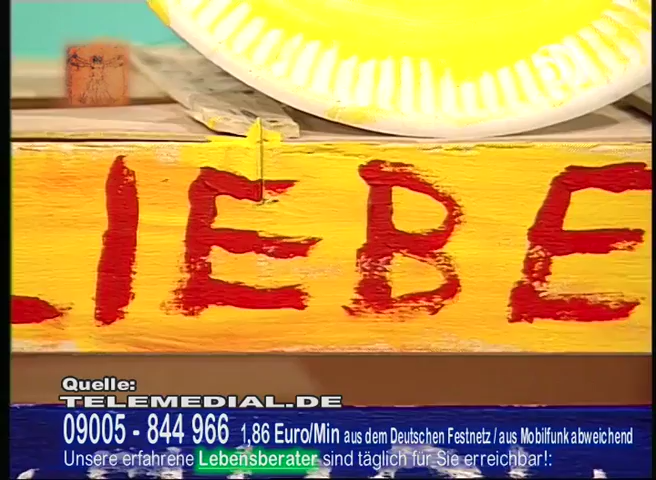 LIEBE
Quelle:
TELEMEDIAL.DE
09005 - 844 966 1,86 Euro/Min aus dem Deutschen Festnetz / aus Mobilfunk abweichend
Unsere erfahrene Lebensberater sind täglich für Sie erreichbar!: